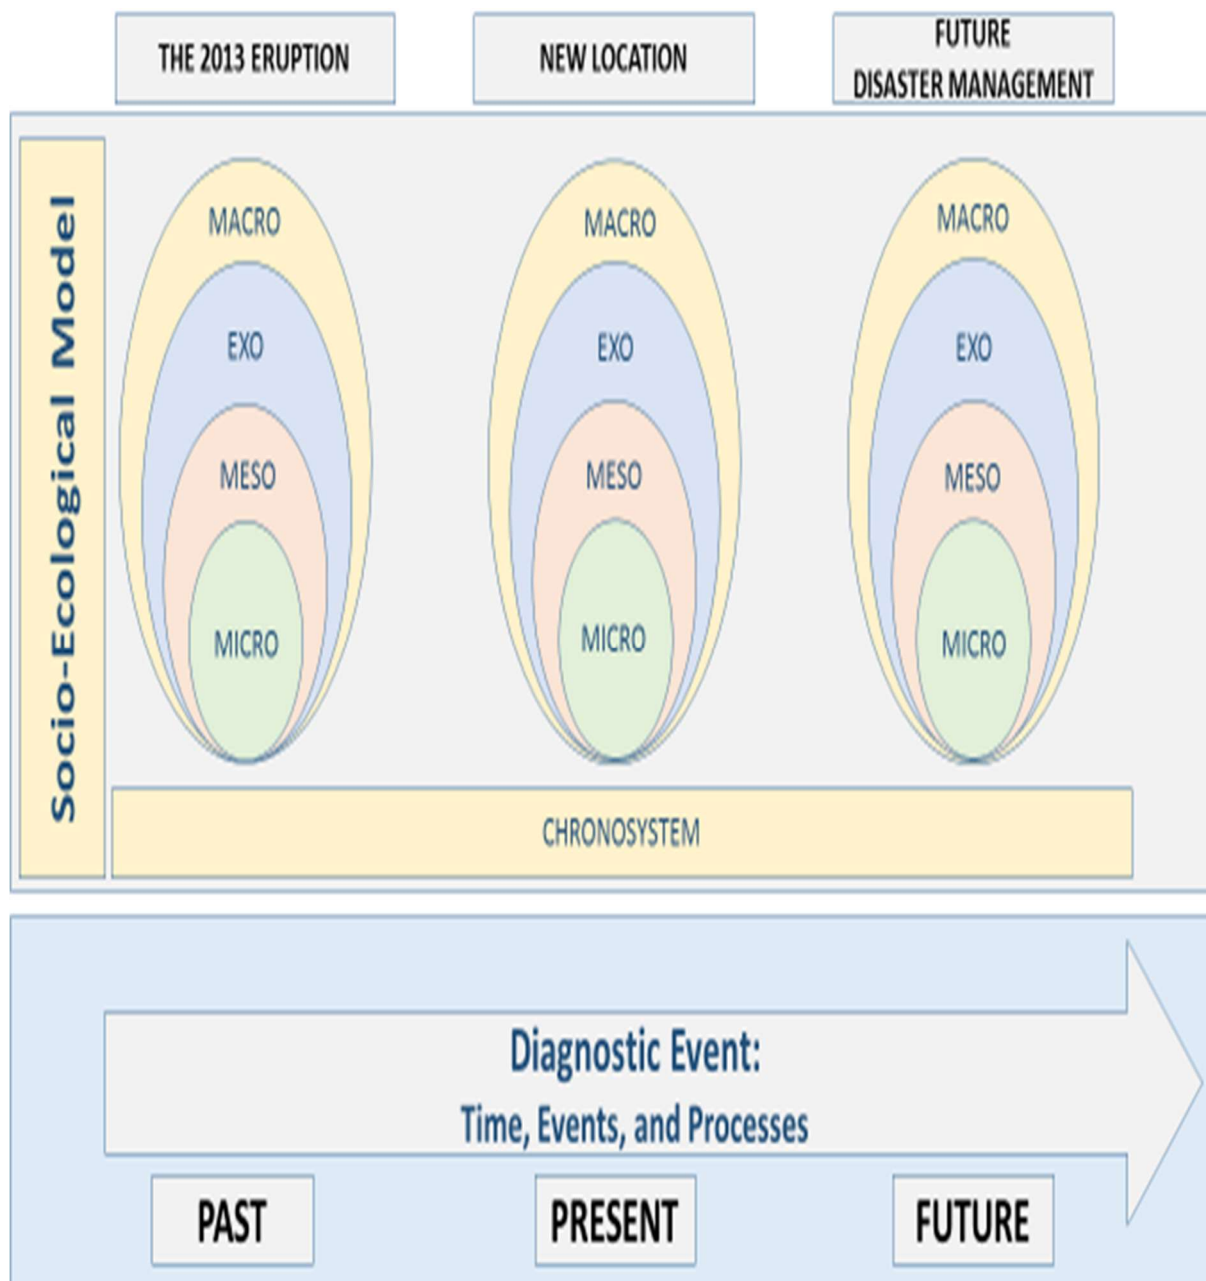 THE 2013 ERUPTION
NEW LOCATION
FUTURE
DISASTER MANAGEMENT
Socio-Ecological Model
MACRO
EXO
MESO
MICRO
MACRO
EXO
MESO
MICRO
MACRO
EXO
MESO
MICRO
CHRONOSYSTEM
Diagnostic Event:
Time, Events, and Processes
PAST
PRESENT
FUTURE